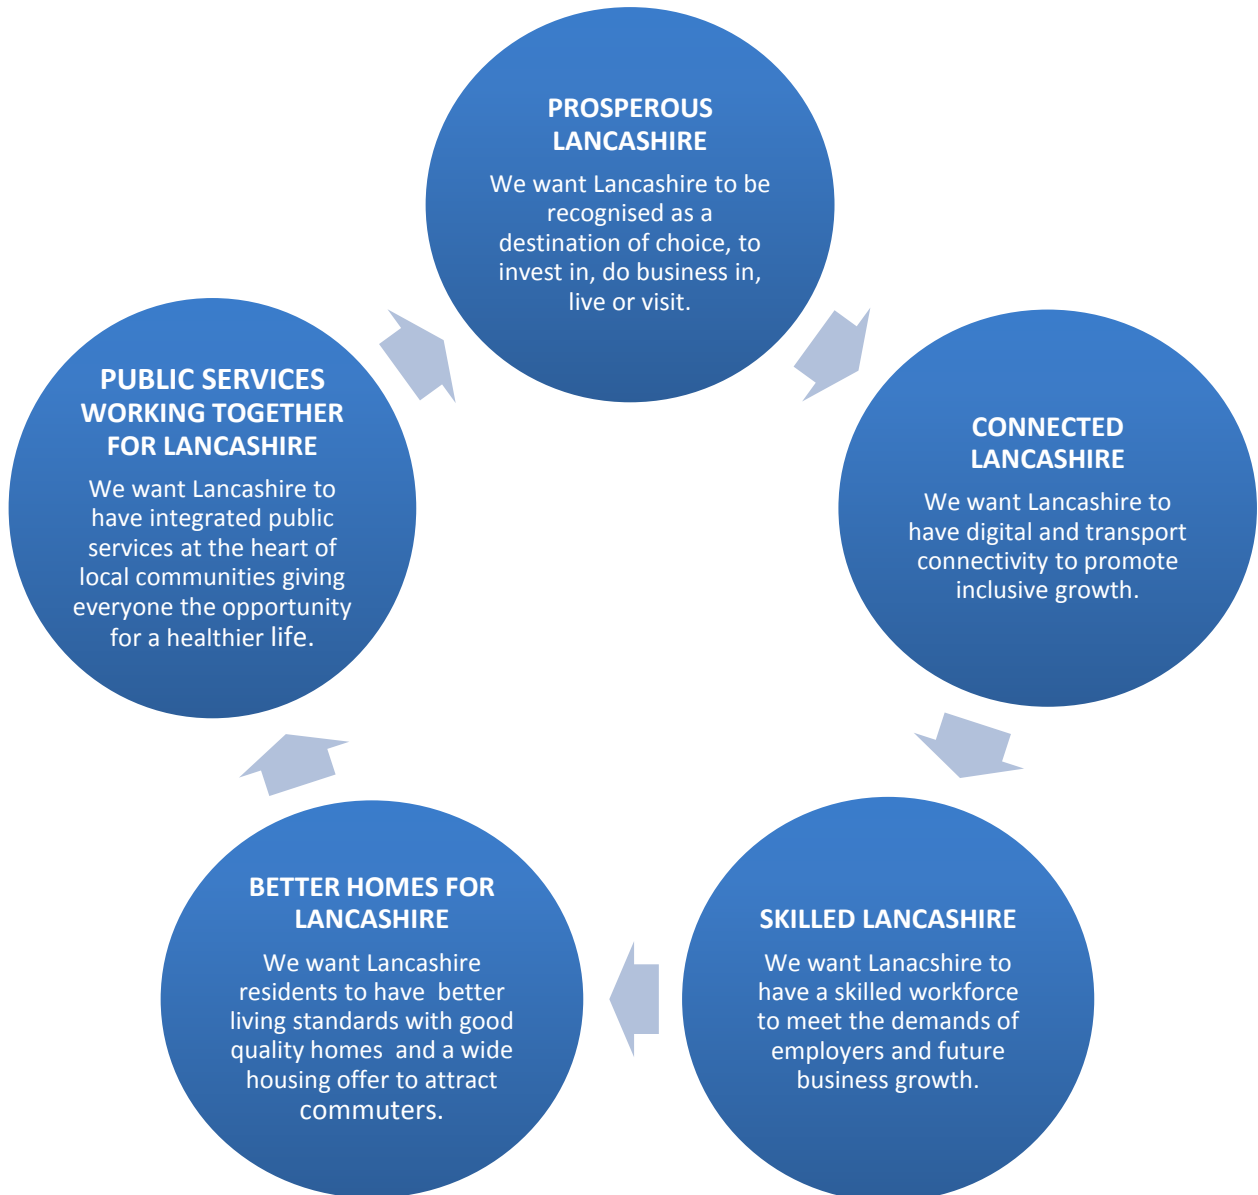 PROSPEROUS
LANCASHIRE
We want Lancashire to be
recognised as a
destination of choice, to
invest in, do business in,
live or visit.
CONNECTED
LANCASHIRE
We want Lancashire to
have digital and transport
connectivity to promote
inclusive growth.
SKILLED LANCASHIRE
We want Lanacshire to
have a skilled workforce
to meet the demands of
employers and future
business growth.
BETTER HOMES FOR
LANCASHIRE
We want Lancashire
residents to have  better
living standards with good
quality homes  and a wide
housing offer to attract
commuters.
PUBLIC SERVICES
WORKING TOGETHER
FOR LANCASHIRE
We want Lancashire to
have integrated public
services at the heart of
local communities giving
everyone the opportunity
for a healthier life.